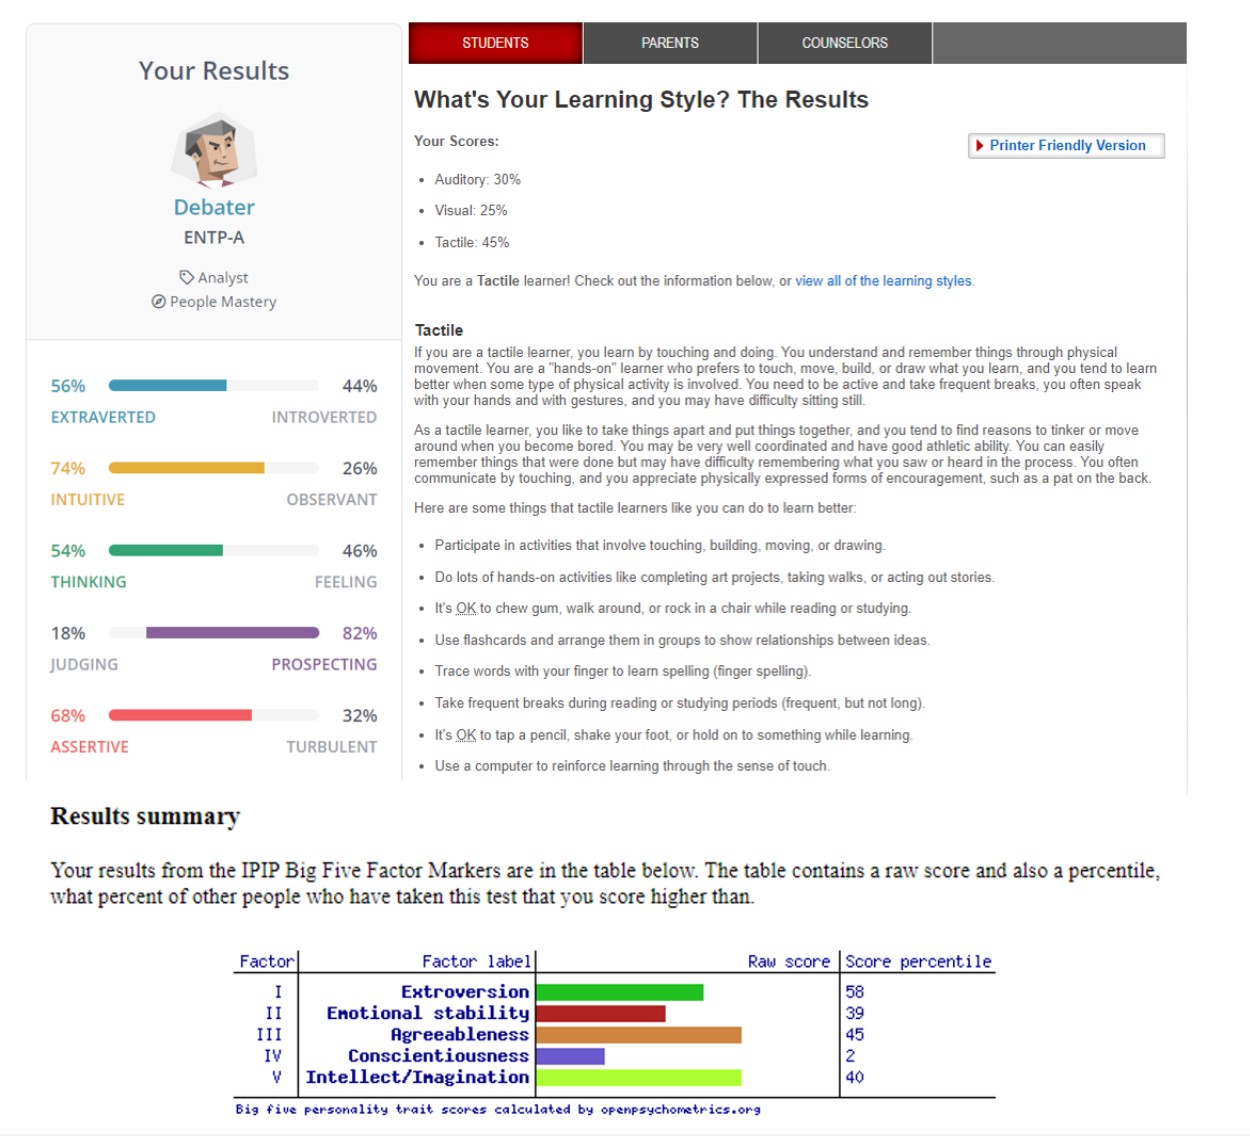 Your Results
Debater
ENTP-A
Analyst
People Mastery
56% 44%
EXTRAVERTED INTROVERTED
74% 26%
INTUITIVE OBSERVANT
54% 46%
THINKING FEELING
18% 82%
JUDGING PROSPECTING
68% 32%
ASSERTIVE TURBULENT
STUDENTS PARENTS COUNSELORS
What's Your Learning Style? The Results
Your Scores:
Printer Friendly Version
• Auditory: 30%
• Visual: 25%
• Tactile: 45%
You are a Tactile learner! Check out the information below, or view all of the learning styles.
Tactile
If you are a tactile learner, you learn by touching and doing. You understand and remember things through physical
movement. You are a "hands-on" learner who prefers to touch, move, build, or draw what you learn, and you tend to learn
better when some type of physical activity is involved. You need to be active and take frequent breaks, you often speak
with your hands and with gestures, and you may have difficulty sitting still.
As a tactile learner, you like to take things apart and put things together, and you tend to find reasons to tinker or move
around when you become bored. You may be very well coordinated and have good athletic ability. You can easily
remember things that were done but may have difficulty remembering what you saw or heard in the process. You often
communicate by touching, and you appreciate physically expressed forms of encouragement, such as a pat on the back.
Here are some things that tactile learners like you can do to learn better:
• Participate in activities that involve touching, building, moving, or drawing.
• Do lots of hands-on activities like completing art projects, taking walks, or acting out stories.
• It's OK to chew gum, walk around, or rock in a chair while reading or studying.
• Use flashcards and arrange them in groups to show relationships between ideas.
• Trace words with your finger to learn spelling (finger spelling).
• Take frequent breaks during reading or studying periods (frequent, but not long).
• It's OK to tap a pencil, shake your foot, or hold on to something while learning.
• Use a computer to reinforce learning through the sense of touch.
Results summary
Your results from the IPIP Big Five Factor Markers are in the table below. The table contains a raw score and also a percentile,
what percent of other people who have taken this test that you score higher than.
Factor Factor label Raw score Score percentile
I Extroversion 58
II Emotional stability 39
III Agreeableness 45
IV Conscientiousness 2
V Intellect/Imagination 40
Big five personality trait scores calculated by openpsychometrics.org